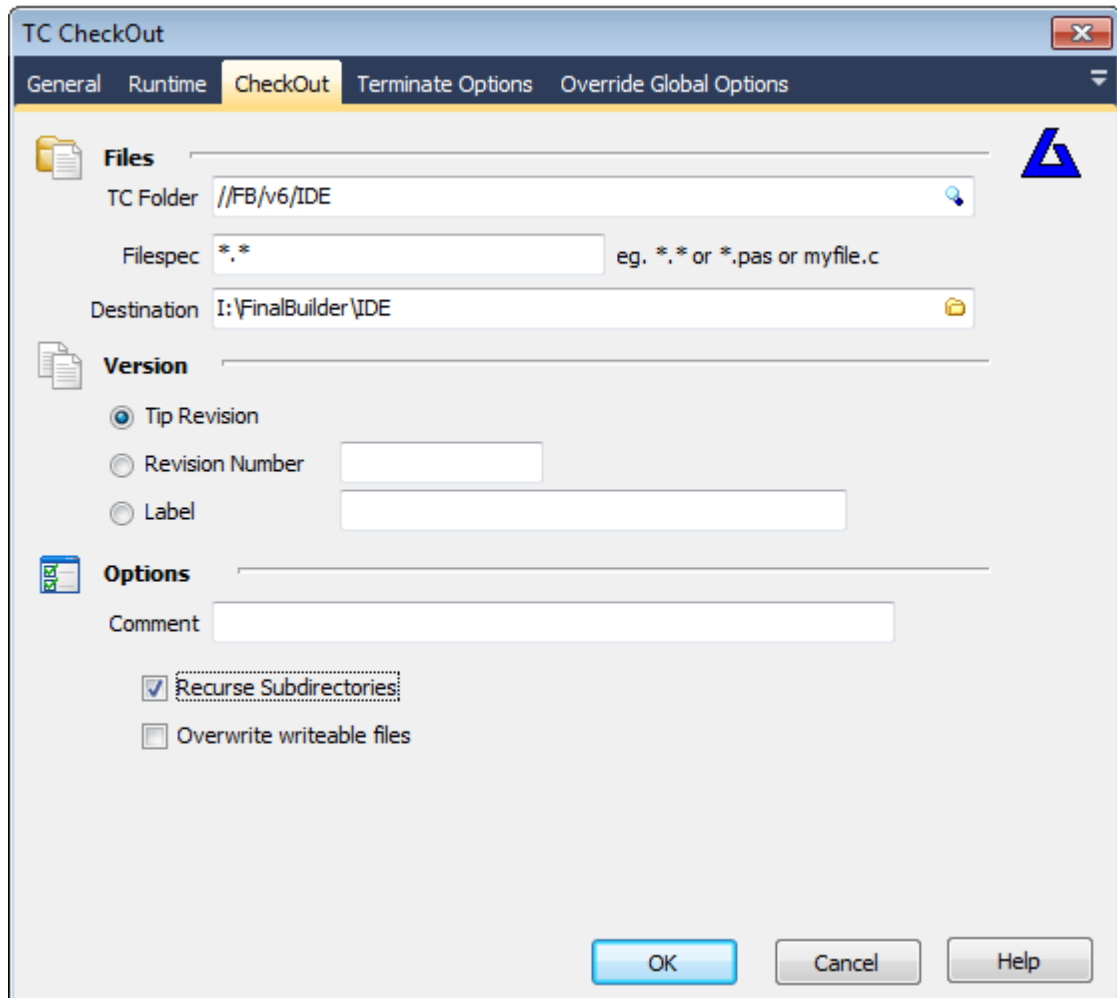 TC CheckOut
General Runtime CheckOut Terminate Options Override Global Options
Files
TC Folder //FB/v6/IDE
Filespec *.* eg. *.* or *.pas or myfile.c
Destination I:\FinalBuilder\IDE
Version
Tip Revision
Revision Number
Label
Options
Comment
Recurse Subdirectories
Overwrite writeable files
OK Cancel Help